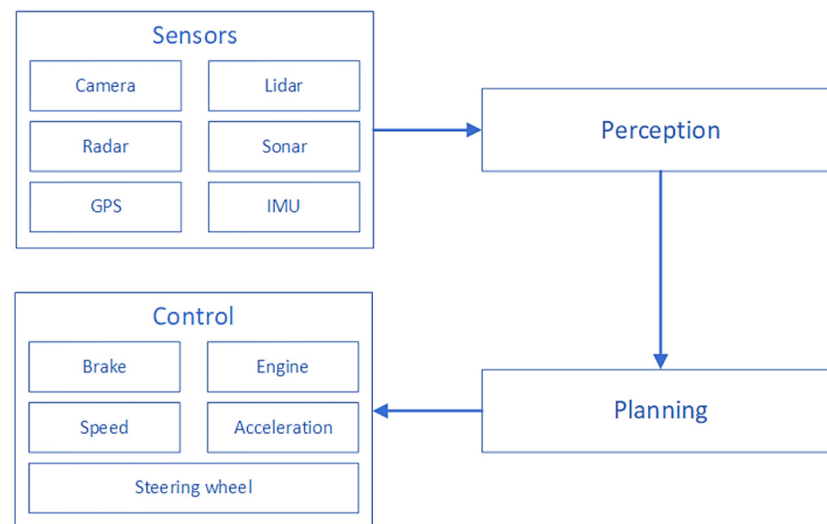 Sensors
Camera
Lidar
Radar
Sonar
GPS
IMU
Perception
Control
Brake
Engine
Speed
Acceleration
Steering wheel
Planning